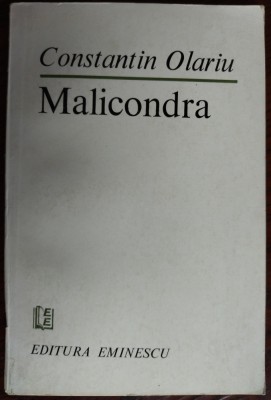 Constantin Olariu
Malicondra
E
E
EDITURA EMINESCU